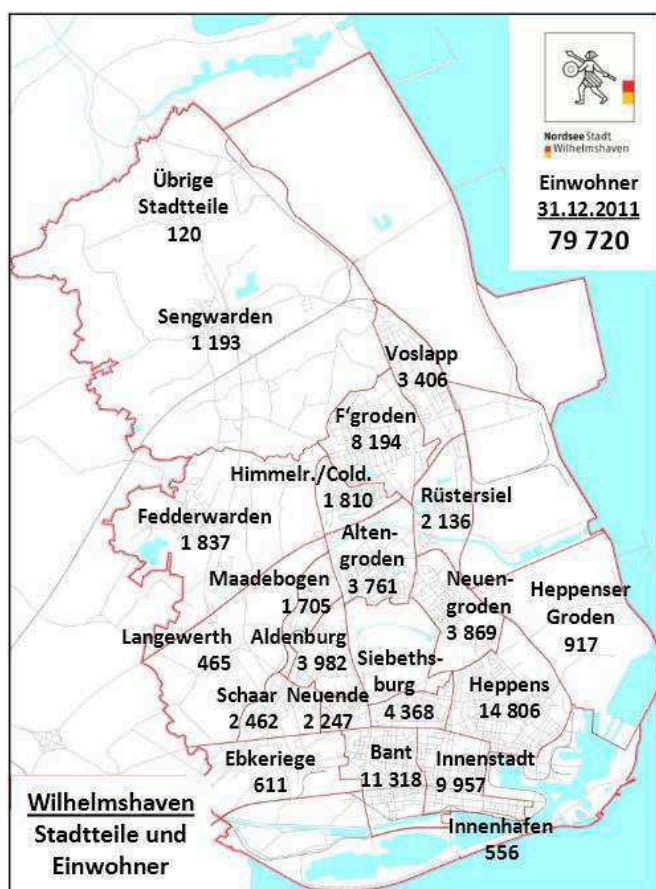 Nordsee Stadt
Wilhelmshaven
Einwohner
31.12.2011
79 720
Übrige
Stadtteile
120
Sengwarden
1 193
Voslapp
3 406
F'groden
8 194
Himmelr./Cold.
1 810
Rüstersiel
2 136
Fedderwarden
1 837
Alten-
groden
3 761
Maadebogen
1 705
Neuen-
groden
3 869
Heppenser
Groden
917
Langewerth
465
Aldenburg
3 982
Siebeths-
burg
4 368
Heppens
14 806
Schaar
2 462
Neuende
2 247
Ebkeriege
611
Bant
11 318
Innenstadt
9 957
Innenhafen
556
Wilhelmshaven
Stadtteile und
Einwohner